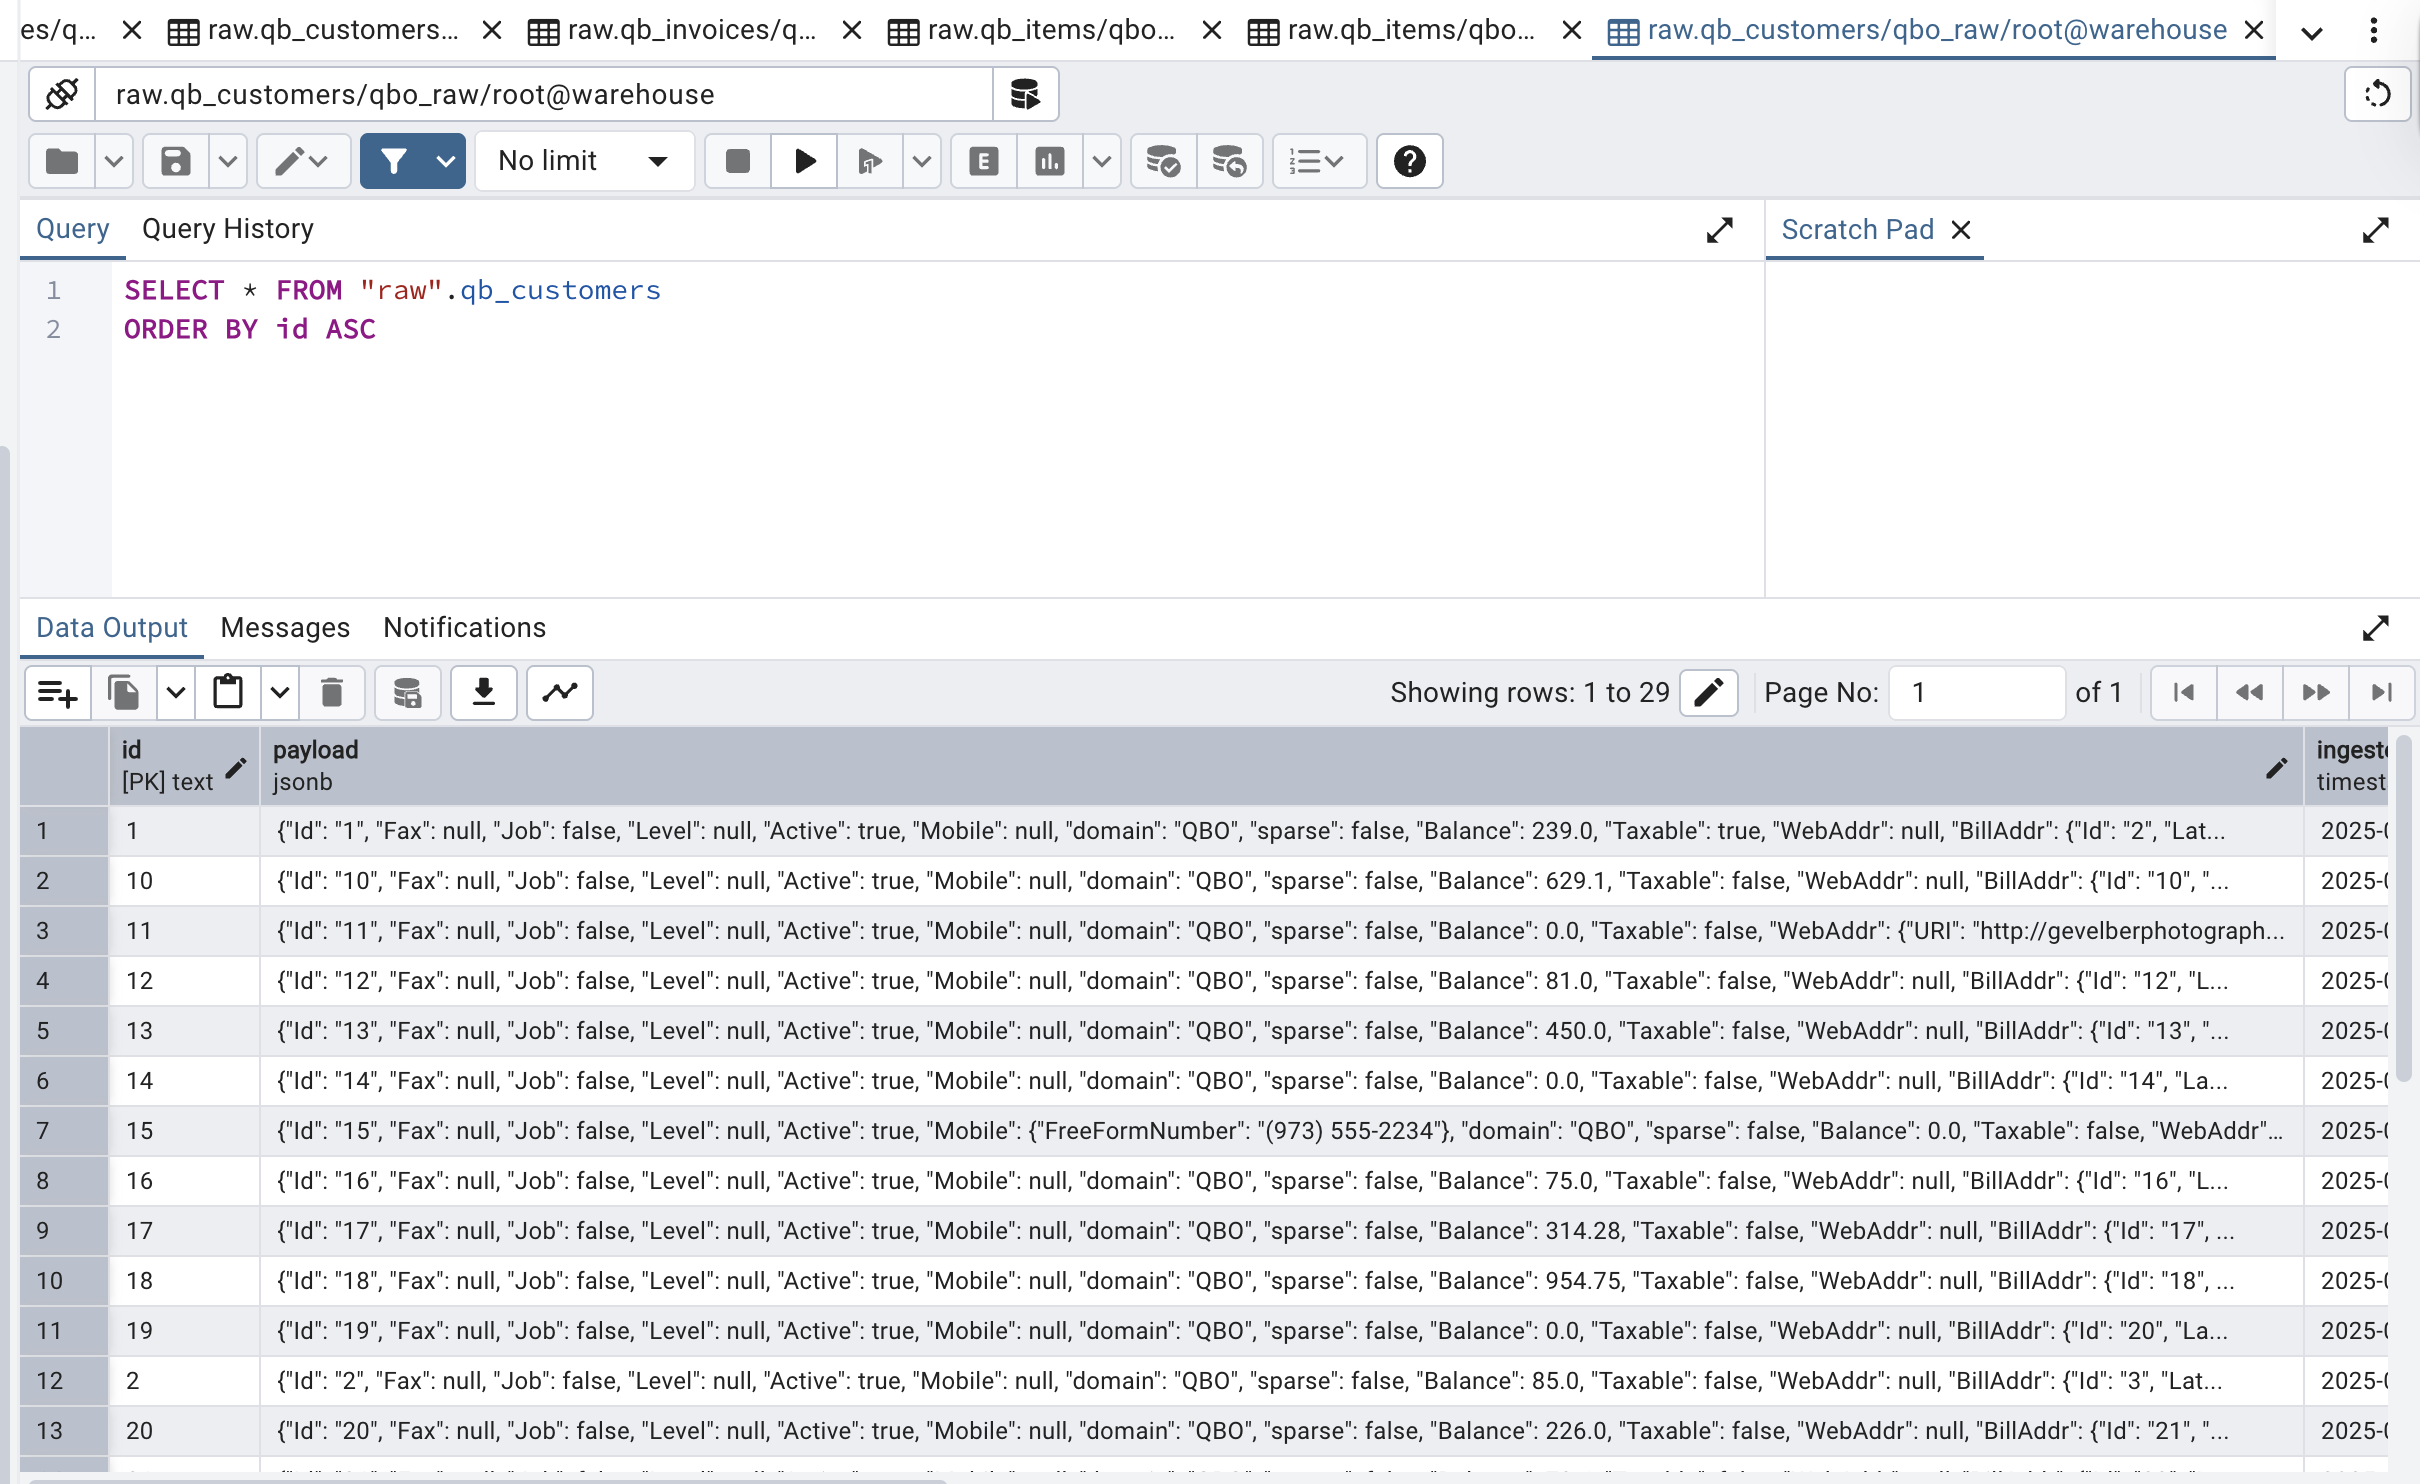 es/q... raw.qb_customers... raw.qb_invoices/q... raw.qb_items/qbo... raw.qb_items/qbo... raw.qb_customers/qbo_raw/root@warehouse
raw.qb_customers/qbo_raw/root@warehouse
No limit
Query Query History Scratch Pad
1 SELECT * FROM "raw".qb_customers
2 ORDER BY id ASC
Data Output Messages Notifications
Showing rows: 1 to 29 Page No: 1 of 1
id payload ingest
[PK] text jsonb timest
1 1 {"Id": "1", "Fax": null, "Job": false, "Level": null, "Active": true, "Mobile": null, "domain": "QBO", "sparse": false, "Balance": 239.0, "Taxable": true, "WebAddr": null, "BillAddr": {"Id": "2", "Lat... 2025-0
2 10 {"Id": "10", "Fax": null, "Job": false, "Level": null, "Active": true, "Mobile": null, "domain": "QBO", "sparse": false, "Balance": 629.1, "Taxable": false, "WebAddr": null, "BillAddr": {"Id": "10", "... 2025-0
3 11 {"Id": "11", "Fax": null, "Job": false, "Level": null, "Active": true, "Mobile": null, "domain": "QBO", "sparse": false, "Balance": 0.0, "Taxable": false, "WebAddr": {"URI": "http://gevelberphotograph... 2025-0
4 12 {"Id": "12", "Fax": null, "Job": false, "Level": null, "Active": true, "Mobile": null, "domain": "QBO", "sparse": false, "Balance": 81.0, "Taxable": false, "WebAddr": null, "BillAddr": {"Id": "12", "L... 2025-0
5 13 {"Id": "13", "Fax": null, "Job": false, "Level": null, "Active": true, "Mobile": null, "domain": "QBO", "sparse": false, "Balance": 450.0, "Taxable": false, "WebAddr": null, "BillAddr": {"Id": "13", "... 2025-0
6 14 {"Id": "14", "Fax": null, "Job": false, "Level": null, "Active": true, "Mobile": null, "domain": "QBO", "sparse": false, "Balance": 0.0, "Taxable": false, "WebAddr": null, "BillAddr": {"Id": "14", "La... 2025-0
7 15 {"Id": "15", "Fax": null, "Job": false, "Level": null, "Active": true, "Mobile": {"FreeFormNumber": "(973) 555-2234"}, "domain": "QBO", "sparse": false, "Balance": 0.0, "Taxable": false, "WebAddr"... 2025-0
8 16 {"Id": "16", "Fax": null, "Job": false, "Level": null, "Active": true, "Mobile": null, "domain": "QBO", "sparse": false, "Balance": 75.0, "Taxable": false, "WebAddr": null, "BillAddr": {"Id": "16", "L... 2025-0
9 17 {"Id": "17", "Fax": null, "Job": false, "Level": null, "Active": true, "Mobile": null, "domain": "QBO", "sparse": false, "Balance": 314.28, "Taxable": false, "WebAddr": null, "BillAddr": {"Id": "17", ... 2025-0
10 18 {"Id": "18", "Fax": null, "Job": false, "Level": null, "Active": true, "Mobile": null, "domain": "QBO", "sparse": false, "Balance": 954.75, "Taxable": false, "WebAddr": null, "BillAddr": {"Id": "18", ... 2025-0
11 19 {"Id": "19", "Fax": null, "Job": false, "Level": null, "Active": true, "Mobile": null, "domain": "QBO", "sparse": false, "Balance": 0.0, "Taxable": false, "WebAddr": null, "BillAddr": {"Id": "20", "La... 2025-0
12 2 {"Id": "2", "Fax": null, "Job": false, "Level": null, "Active": true, "Mobile": null, "domain": "QBO", "sparse": false, "Balance": 85.0, "Taxable": false, "WebAddr": null, "BillAddr": {"Id": "3", "Lat... 2025-0
13 20 {"Id": "20", "Fax": null, "Job": false, "Level": null, "Active": true, "Mobile": null, "domain": "QBO", "sparse": false, "Balance": 226.0, "Taxable": false, "WebAddr": null, "BillAddr": {"Id": "21", "... 2025-0